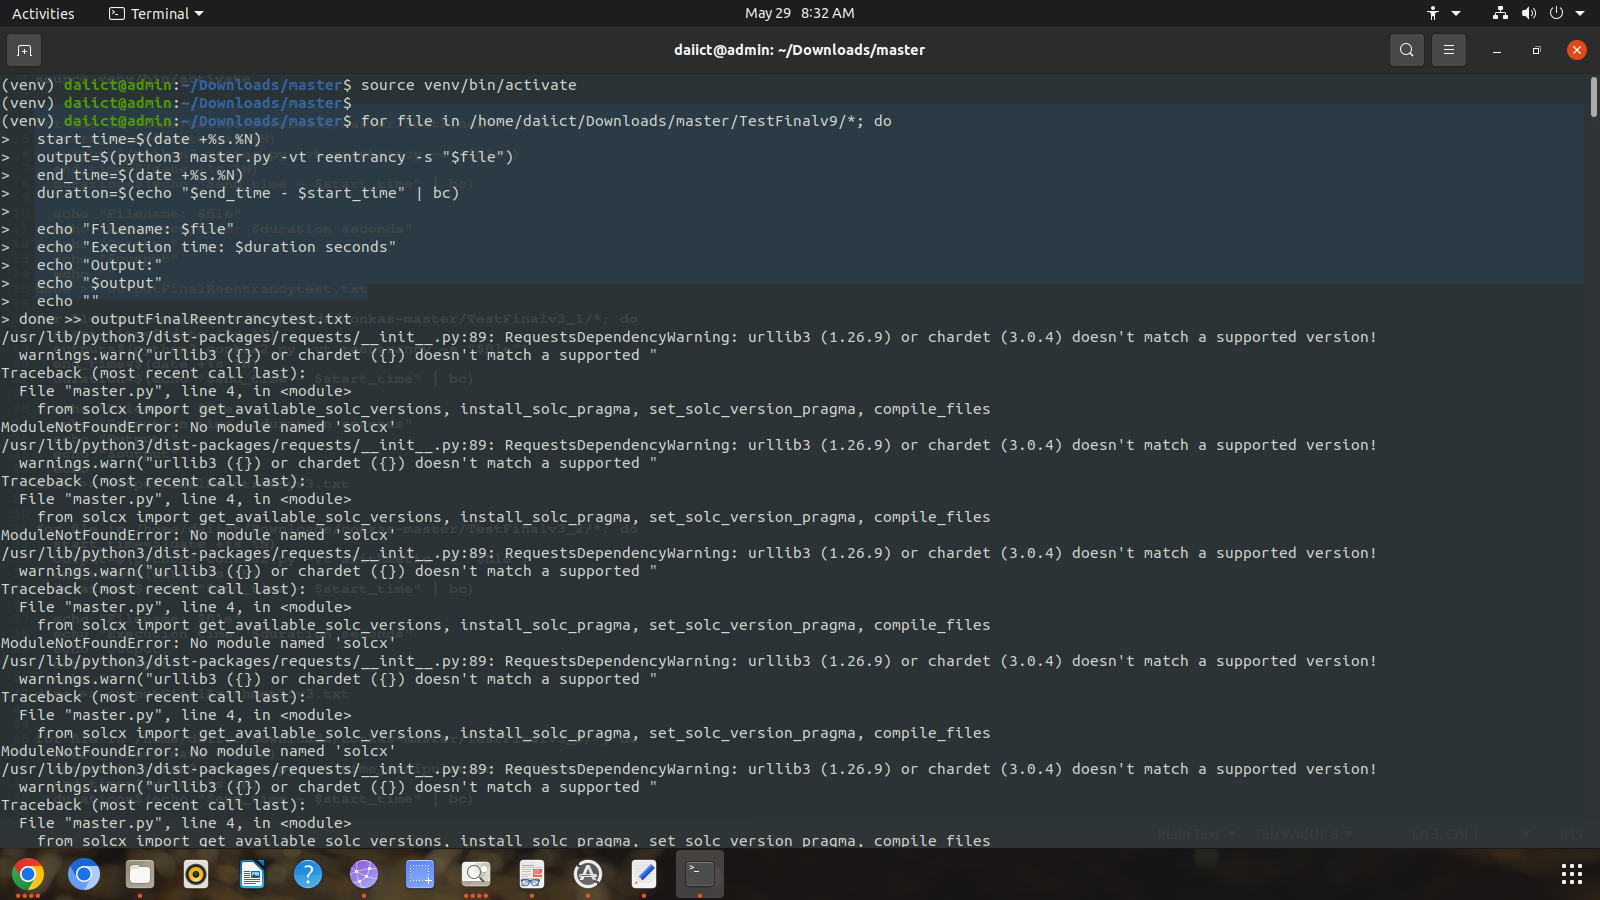 Activities
Terminal
May 29 8:32 AM
daiict@admin: ~/Downloads/master
(venv) daiict@admin:~/Downloads/master$ source venv/bin/activate
(venv) daiict@admin:~/Downloads/master$
(venv) daiict@admin:~/Downloads/master$ for file in /home/daiict/Downloads/master/TestFinalv9/*; do
>   start_time=$(date +%s.%N)
>   output=$(python3 master.py -vt reentrancy -s "$file")
>   end_time=$(date +%s.%N)
>   duration=$(echo "$end_time - $start_time" | bc)
>
>   echo "Filename: $file"
>   echo "Execution time: $duration seconds"
>   echo "Output:"
>   echo "$output"
>   echo ""
> done >> outputFinalReentrancytest.txt
/usr/lib/python3/dist-packages/requests/__init__.py:89: RequestsDependencyWarning: urllib3 (1.26.9) or chardet (3.0.4) doesn't match a supported version!
  warnings.warn("urllib3 ({}) or chardet ({}) doesn't match a supported "
Traceback (most recent call last):
  File "master.py", line 4, in <module>
    from solcx import get_available_solc_versions, install_solc_pragma, set_solc_version_pragma, compile_files
ModuleNotFoundError: No module named 'solcx'
/usr/lib/python3/dist-packages/requests/__init__.py:89: RequestsDependencyWarning: urllib3 (1.26.9) or chardet (3.0.4) doesn't match a supported version!
  warnings.warn("urllib3 ({}) or chardet ({}) doesn't match a supported "
Traceback (most recent call last):
  File "master.py", line 4, in <module>
    from solcx import get_available_solc_versions, install_solc_pragma, set_solc_version_pragma, compile_files
ModuleNotFoundError: No module named 'solcx'
/usr/lib/python3/dist-packages/requests/__init__.py:89: RequestsDependencyWarning: urllib3 (1.26.9) or chardet (3.0.4) doesn't match a supported version!
  warnings.warn("urllib3 ({}) or chardet ({}) doesn't match a supported "
Traceback (most recent call last):
  File "master.py", line 4, in <module>
    from solcx import get_available_solc_versions, install_solc_pragma, set_solc_version_pragma, compile_files
ModuleNotFoundError: No module named 'solcx'
/usr/lib/python3/dist-packages/requests/__init__.py:89: RequestsDependencyWarning: urllib3 (1.26.9) or chardet (3.0.4) doesn't match a supported version!
  warnings.warn("urllib3 ({}) or chardet ({}) doesn't match a supported "
Traceback (most recent call last):
  File "master.py", line 4, in <module>
    from solcx import get_available_solc_versions, install_solc_pragma, set_solc_version_pragma, compile_files
ModuleNotFoundError: No module named 'solcx'
/usr/lib/python3/dist-packages/requests/__init__.py:89: RequestsDependencyWarning: urllib3 (1.26.9) or chardet (3.0.4) doesn't match a supported version!
  warnings.warn("urllib3 ({}) or chardet ({}) doesn't match a supported "
Traceback (most recent call last):
  File "master.py", line 4, in <module>
    from solcx import get_available_solc_versions, install_solc_pragma, set_solc_version_pragma, compile_files
Plain Text Tab Width: 8 Ln 3, Col 1 INS